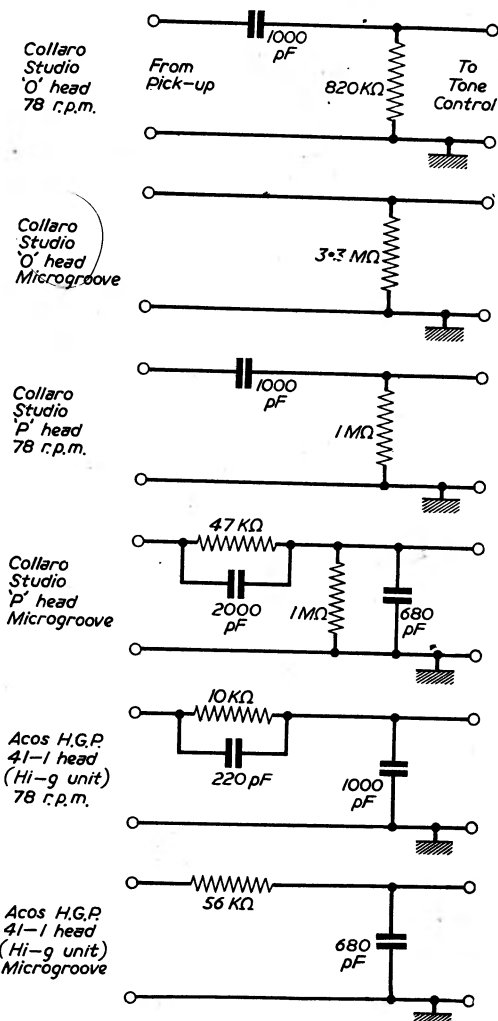 Collaro
Studio
'O' head
78 r.p.m.
1000
pF
From
Pick-up
820KΩ
To
Tone
Control
Collaro
Studio
'O' head
Microgroove
3·3 MΩ
Collaro
Studio
'P' head
78 r.p.m.
1000
pF
1MΩ
Collaro
Studio
'P' head
Microgroove
47 KΩ
2000
pF
1MΩ
680
pF
Acos H.G.P.
41-1 head
(Hi-g unit)
78 r.p.m.
10KΩ
220 pF
1000
pF
Acos H.G.P.
41-1 head
(Hi-g unit)
Microgroove
56 KΩ
680
pF